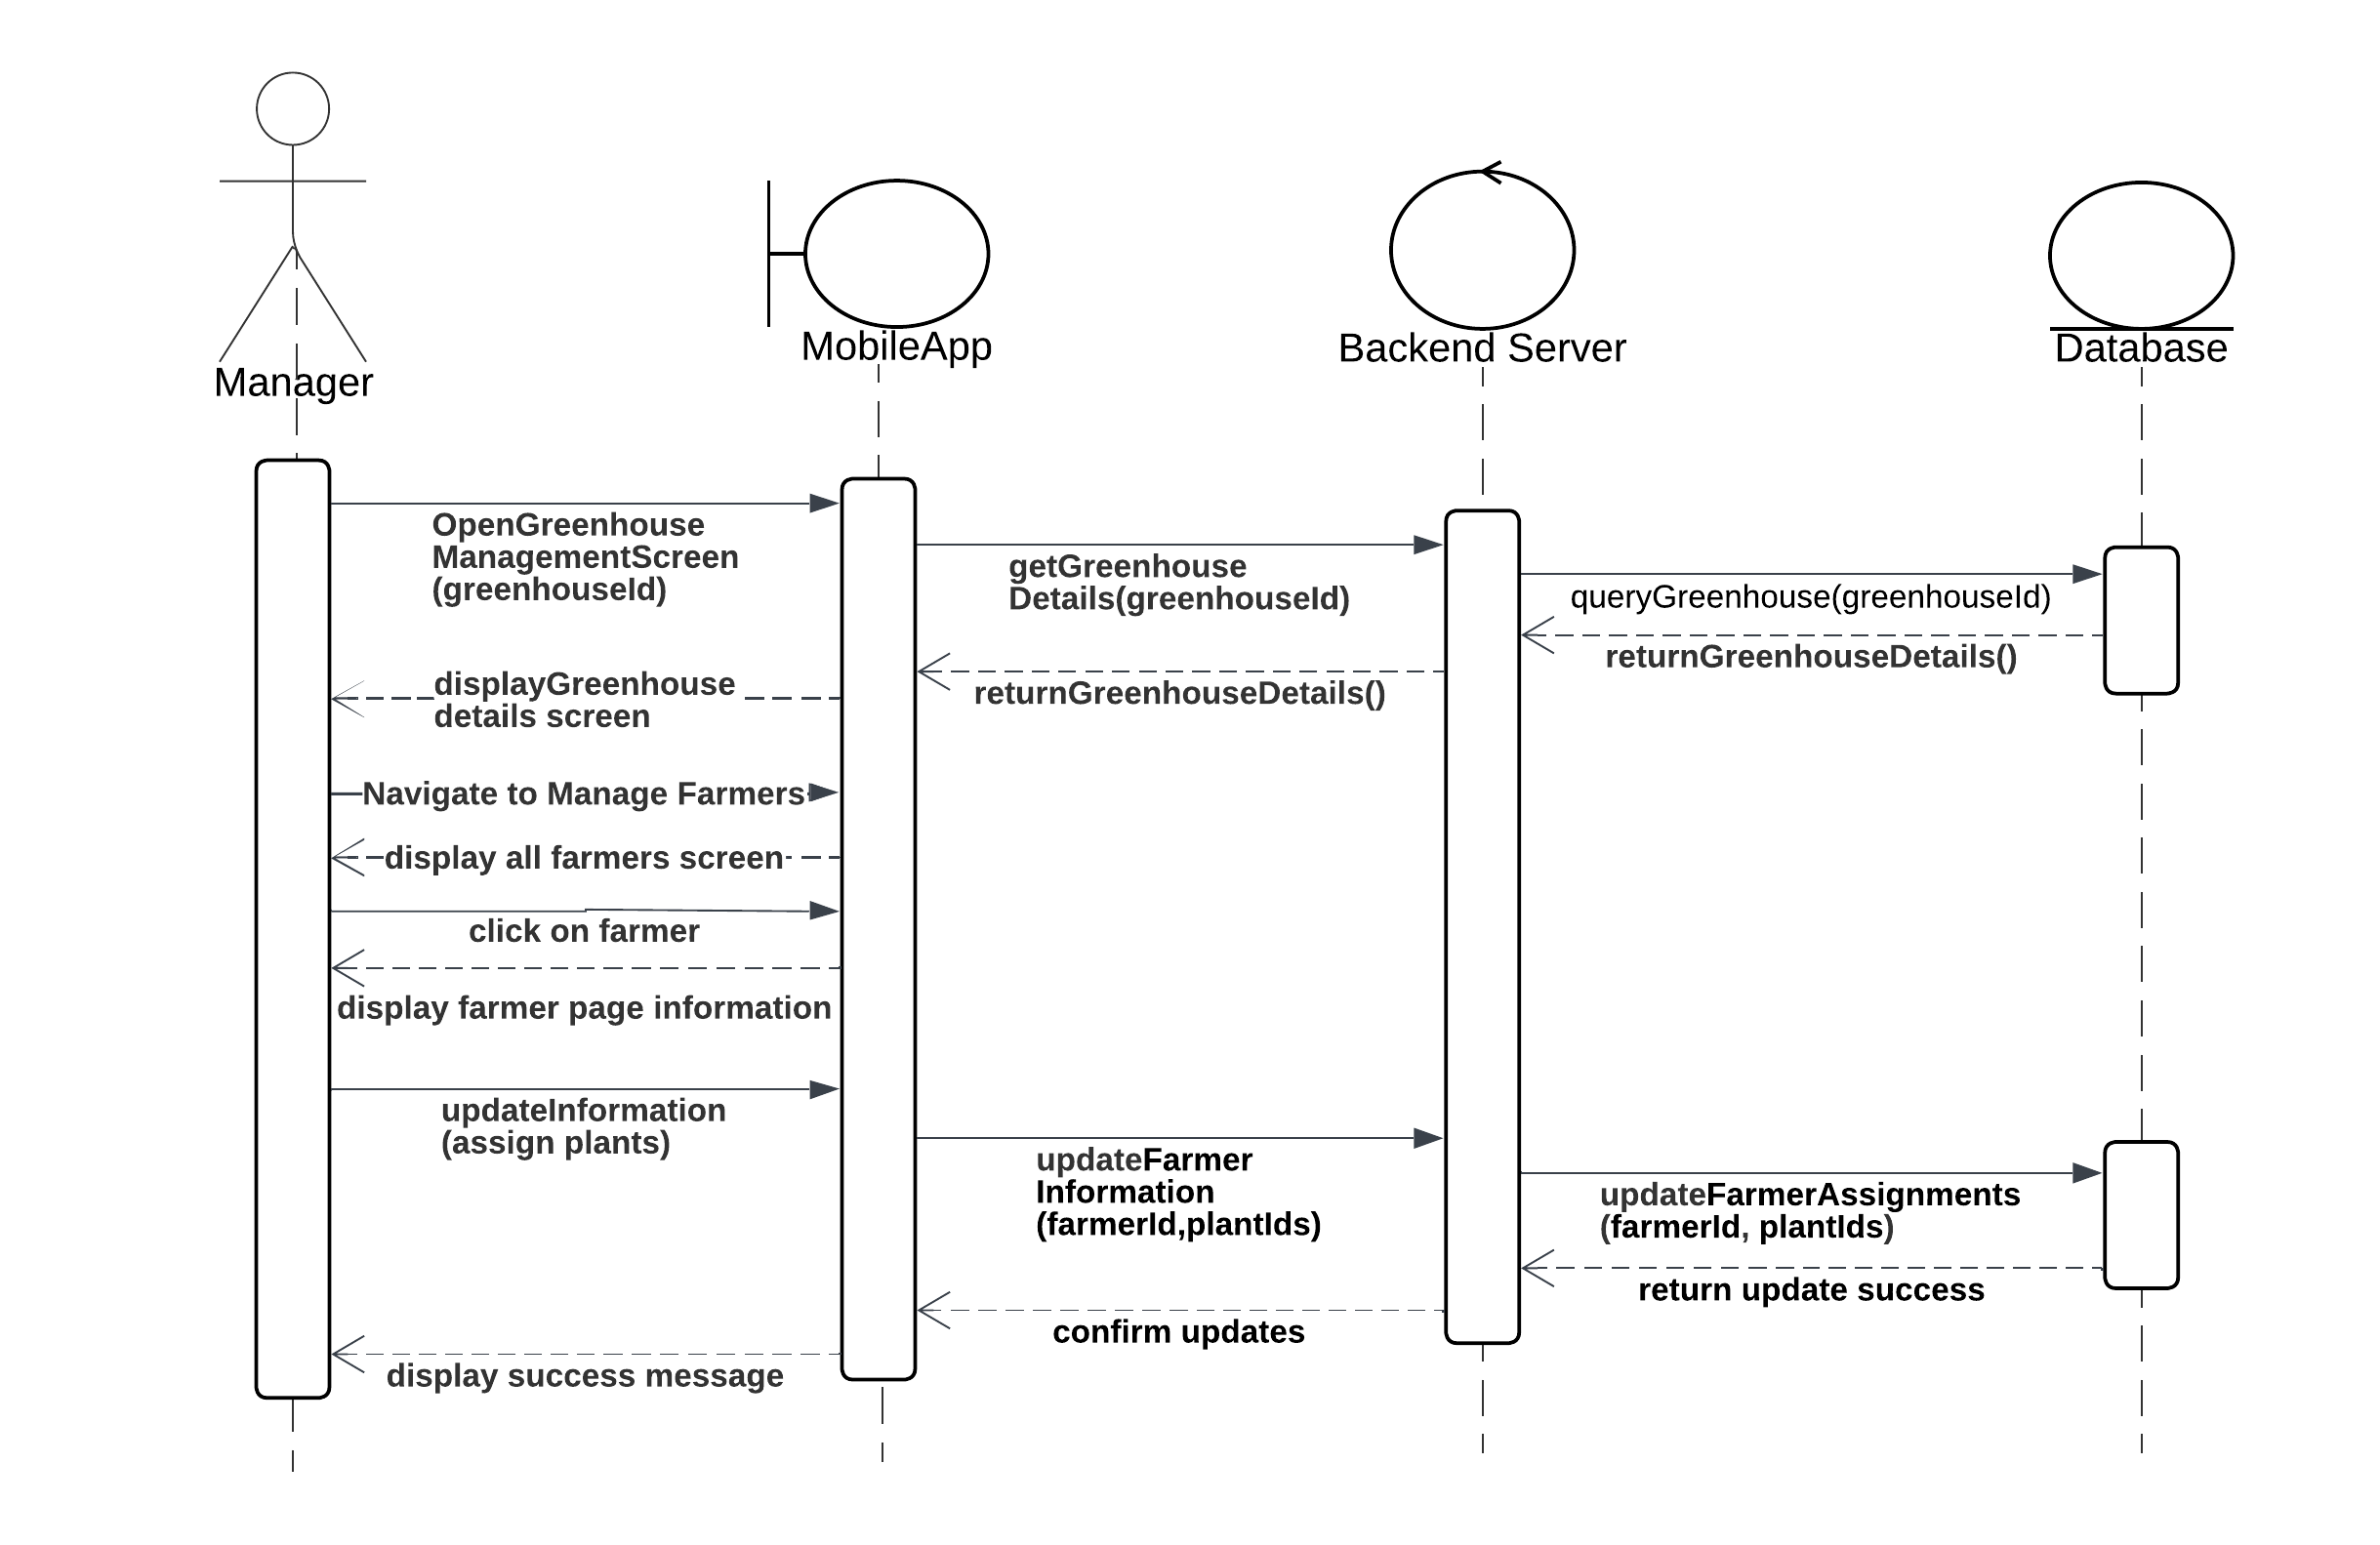 Manager
MobileApp
Backend Server
Database
OpenGreenhouse
ManagementScreen
(greenhouseId)
getGreenhouse
Details(greenhouseId)
queryGreenhouse(greenhouseId)
returnGreenhouseDetails()
returnGreenhouseDetails()
displayGreenhouse
details screen
Navigate to Manage Farmers
display all farmers screen
click on farmer
display farmer page information
updateInformation
(assign plants)
updateFarmer
Information
(farmerId,plantIds)
updateFarmerAssignments
(farmerId, plantIds)
return update success
confirm updates
display success message